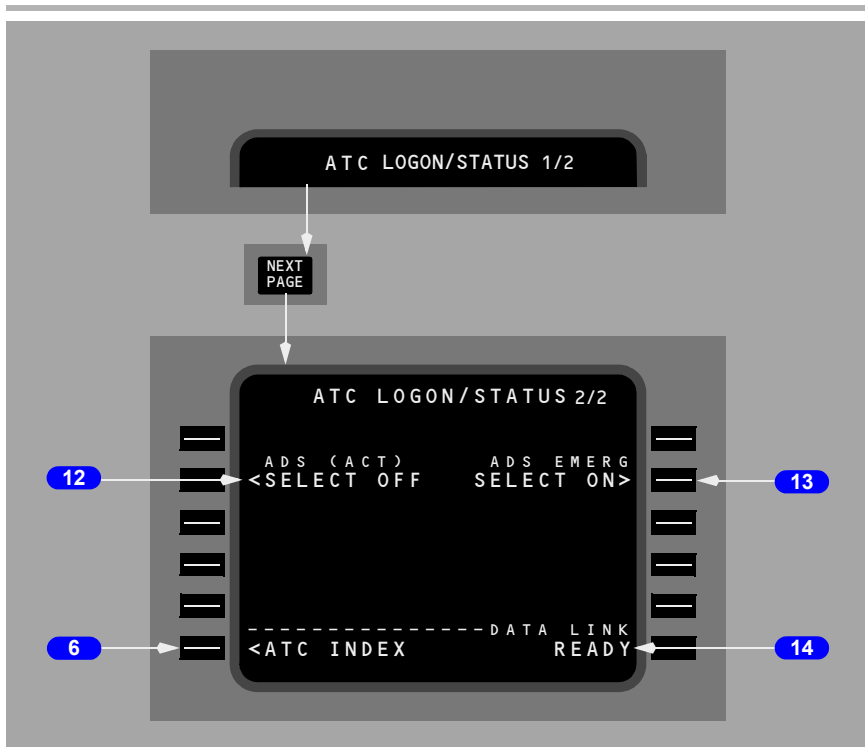 ATC LOGON/STATUS 1/2
NEXT
PAGE
ATC LOGON/STATUS 2/2
ADS (ACT) ADS EMERG
12 <SELECT OFF SELECT ON> 13
---------------DATA LINK
6 <ATC INDEX READY 14